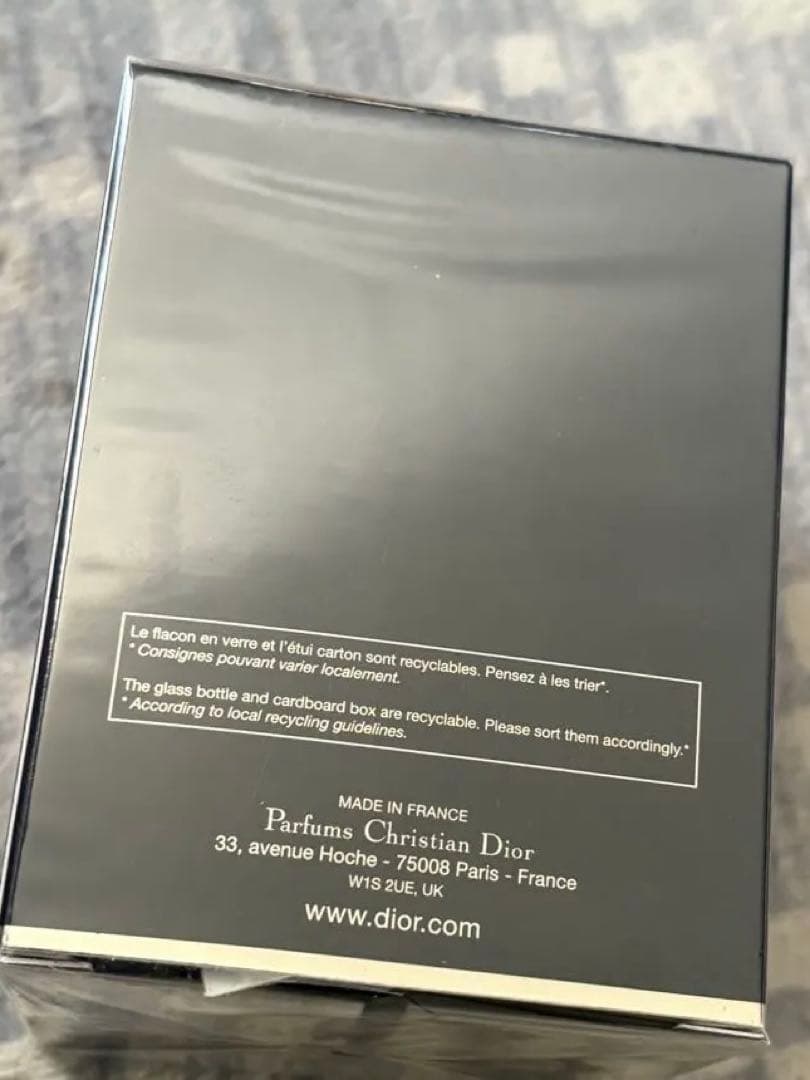 Le flacon en verre et l'étui carton sont recyclables. Pensez à les trier*.
* Consignes pouvant varier localement.
The glass bottle and cardboard box are recyclable. Please sort them accordingly.*
* According to local recycling guidelines.
MADE IN FRANCE
Parfums Christian Dior
33, avenue Hoche - 75008 Paris - France
W1S 2UE, UK
www.dior.com